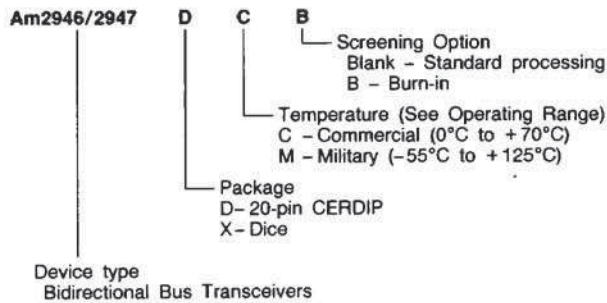 Am2946/2947 D C B
Screening Option
Blank – Standard processing
B – Burn-in
Temperature (See Operating Range)
C – Commercial (0°C to +70°C)
M – Military (–55°C to +125°C)
Package
D – 20-pin CERDIP
X – Dice
Device type
Bidirectional Bus Transceivers